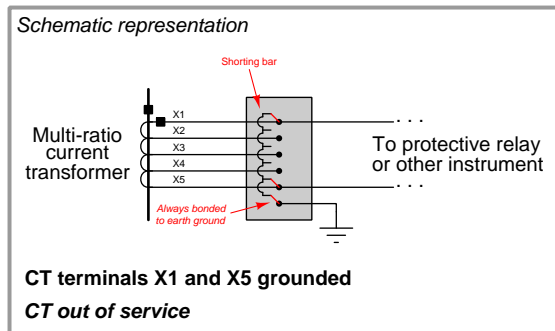 Schematic representation
Shorting bar
X1
X2
X3
X4
X5
Multi-ratio
current
transformer
To protective relay
or other instrument
Always bonded
to earth ground
CT terminals X1 and X5 grounded
CT out of service